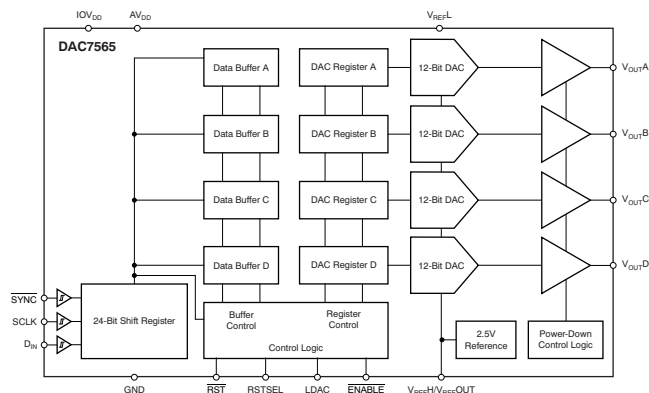 IOVDD AVDD VREFL
DAC7565
Data Buffer A DAC Register A 12-Bit DAC VOUTA
Data Buffer B DAC Register B 12-Bit DAC VOUTB
Data Buffer C DAC Register C 12-Bit DAC VOUTC
Data Buffer D DAC Register D 12-Bit DAC VOUTD
SYNC
SCLK
DIN
24-Bit Shift Register
Buffer
Control
Register
Control
Control Logic
2.5V
Reference
Power-Down
Control Logic
GND RST RSTSEL LDAC ENABLE VREFH/VREFOUT